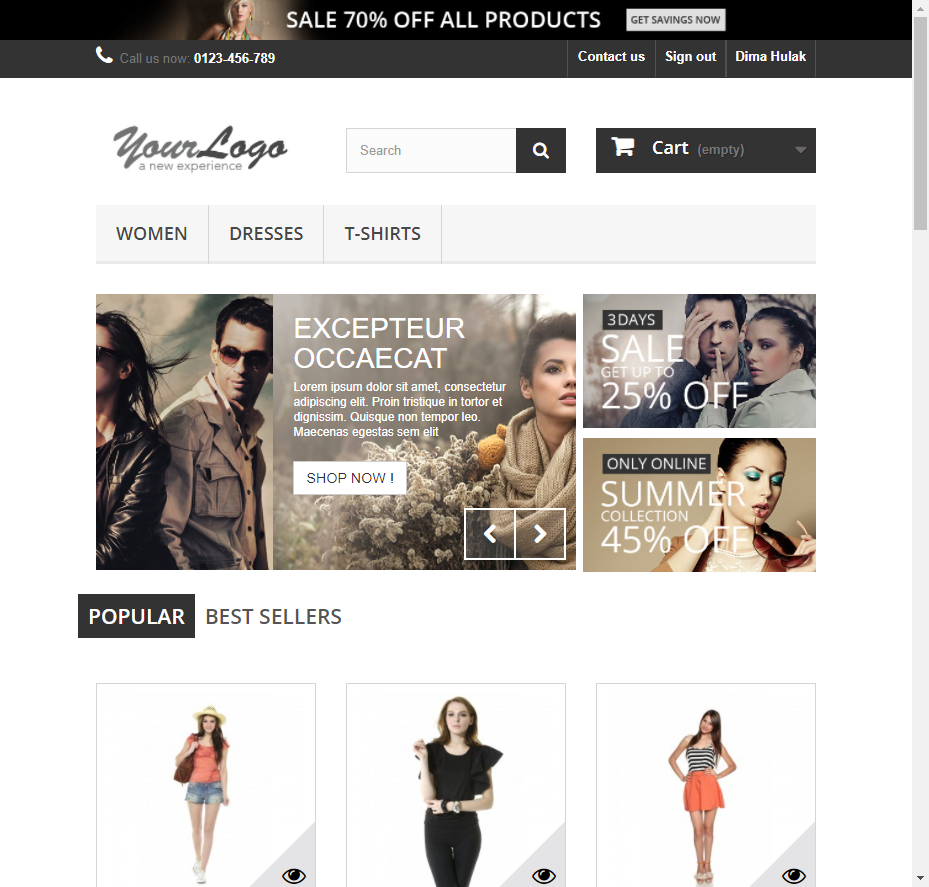 SALE 70% OFF ALL PRODUCTS GET SAVINGS NOW
Call us now: 0123-456-789 Contact us Sign out Dima Hulak
YourLogo
a new experience
Search
Cart (empty)
WOMEN DRESSES T-SHIRTS
EXCEPTEUR
OCCAECAT
Lorem ipsum dolor sit amet, consectetur
adipiscing elit. Proin tristique in tortor et
dignissim. Quisque non tempor leo.
Maecenas egestas sem elit
SHOP NOW !
3 DAYS
SALE
GET UP TO
25% OFF
ONLY ONLINE
SUMMER
COLLECTION
45% OFF
POPULAR BEST SELLERS